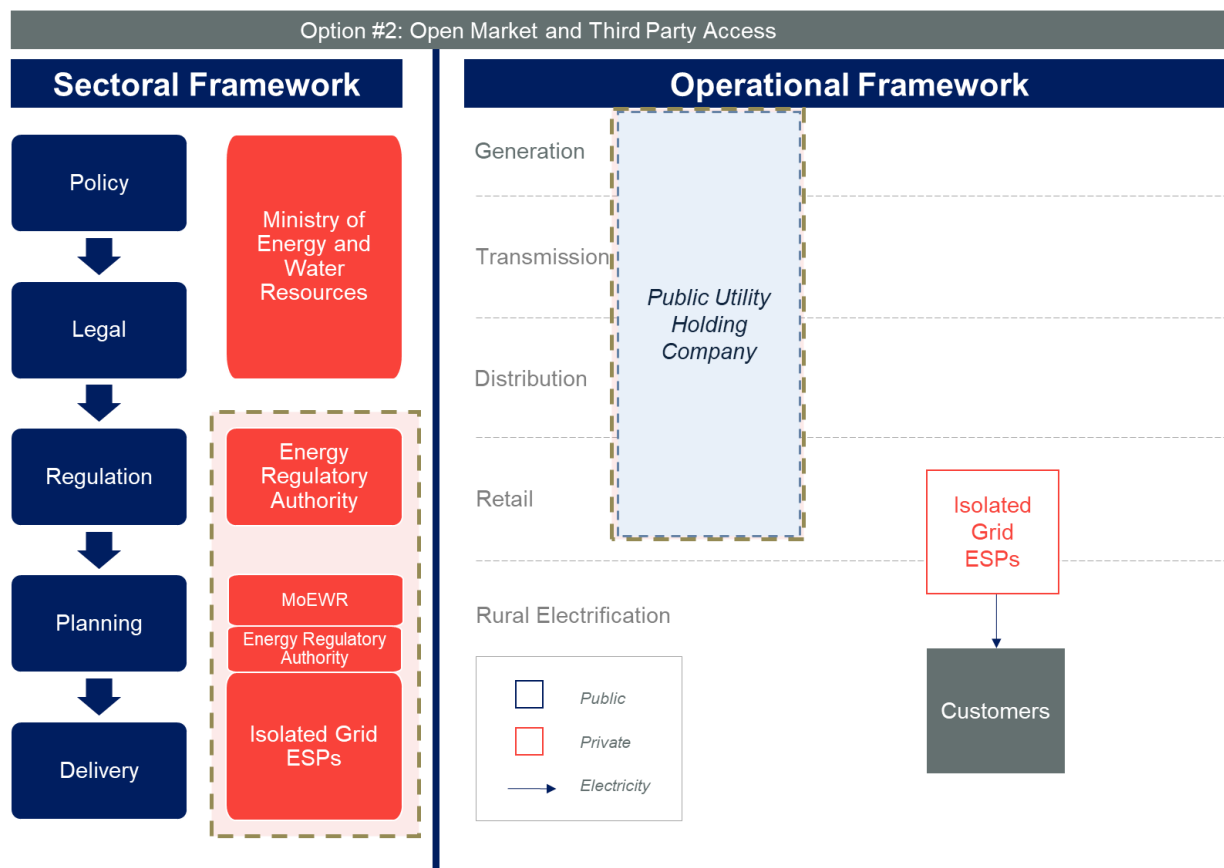 Option #2: Open Market and Third Party Access
Sectoral Framework
Policy
Legal
Regulation
Planning
Delivery
Ministry of
Energy and
Water
Resources
Energy
Regulatory
Authority
MoEWR
Energy Regulatory
Authority
Isolated Grid
ESPs
Operational Framework
Generation
Transmission
Distribution
Retail
Rural Electrification
Public Utility
Holding
Company
Isolated
Grid
ESPs
Customers
Public
Private
Electricity